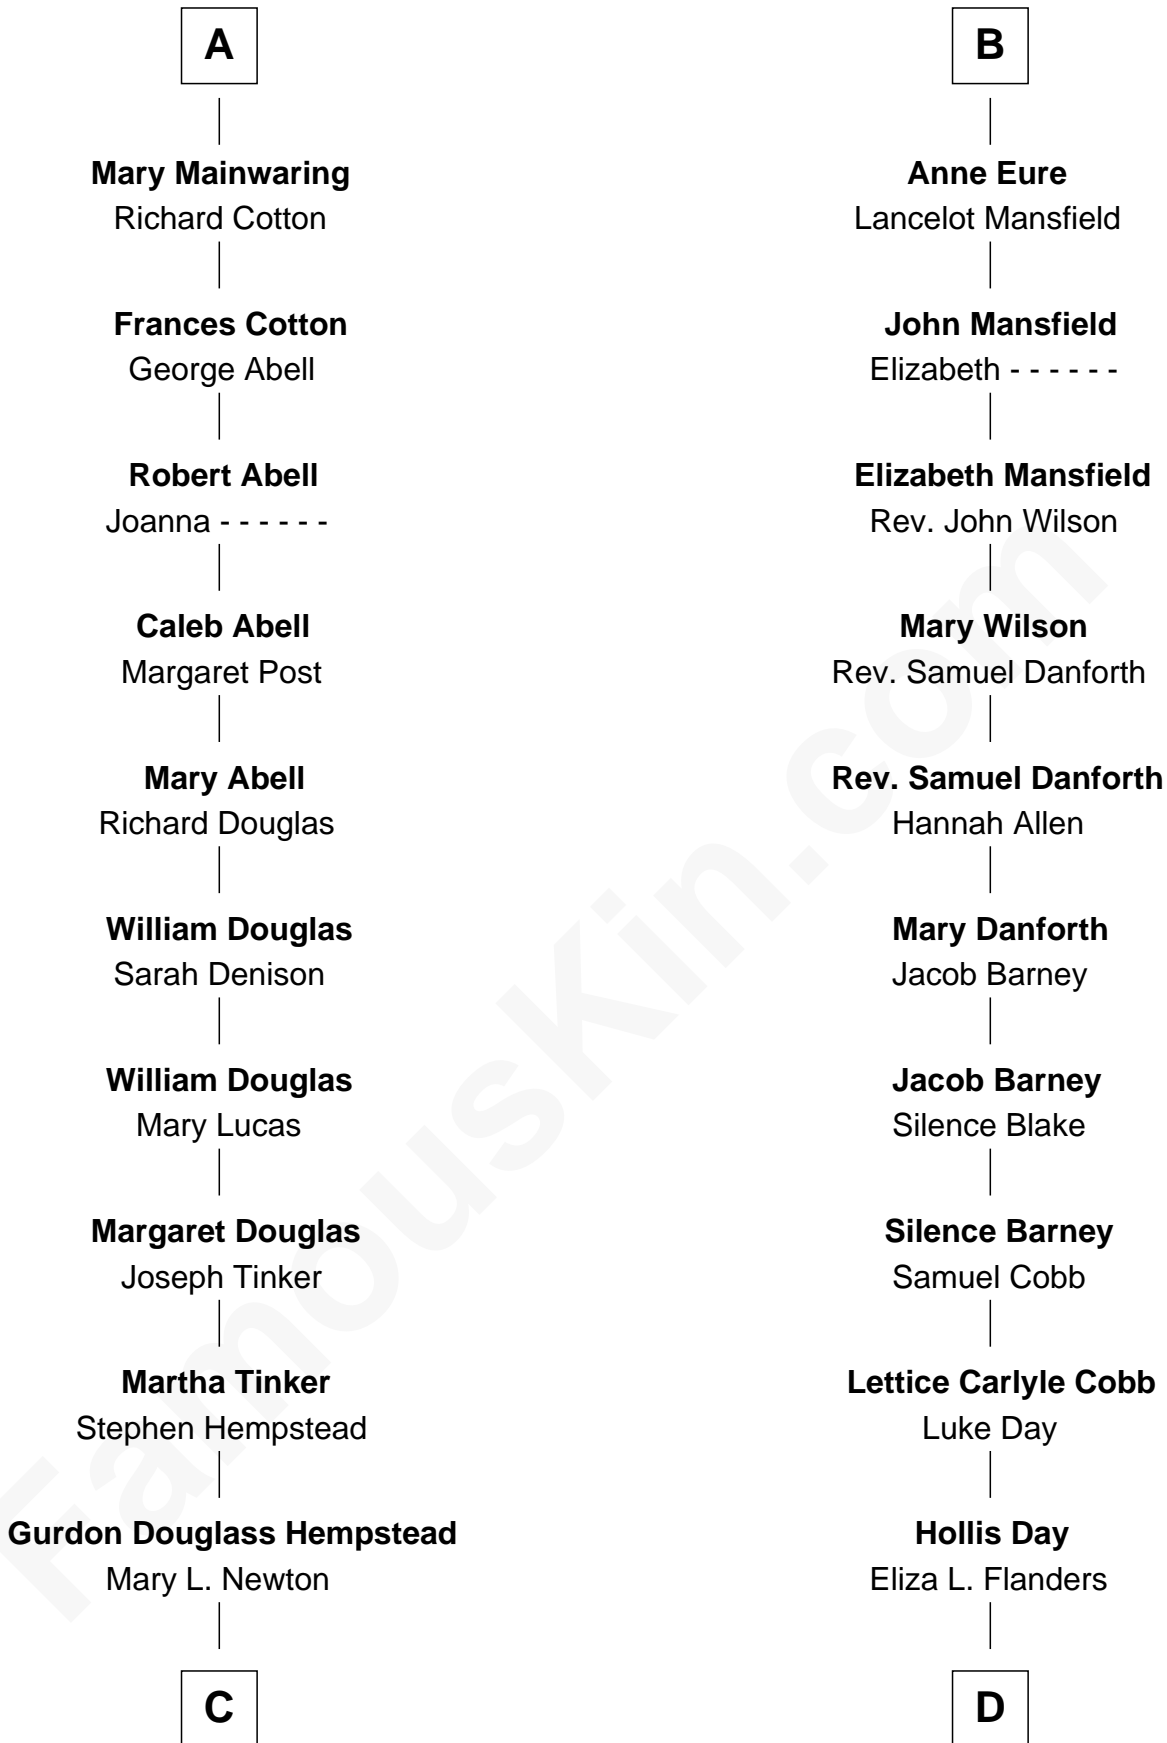 A
Mary Mainwaring
Richard Cotton
Frances Cotton
George Abell
Robert Abell
Joanna - - - - - -
Caleb Abell
Margaret Post
Mary Abell
Richard Douglas
William Douglas
Sarah Denison
William Douglas
Mary Lucas
Margaret Douglas
Joseph Tinker
Martha Tinker
Stephen Hempstead
Gurdon Douglass Hempstead
Mary L. Newton
C
B
Anne Eure
Lancelot Mansfield
John Mansfield
Elizabeth - - - - - -
Elizabeth Mansfield
Rev. John Wilson
Mary Wilson
Rev. Samuel Danforth
Rev. Samuel Danforth
Hannah Allen
Mary Danforth
Jacob Barney
Jacob Barney
Silence Blake
Silence Barney
Samuel Cobb
Lettice Carlyle Cobb
Luke Day
Hollis Day
Eliza L. Flanders
D
FamousKin.com